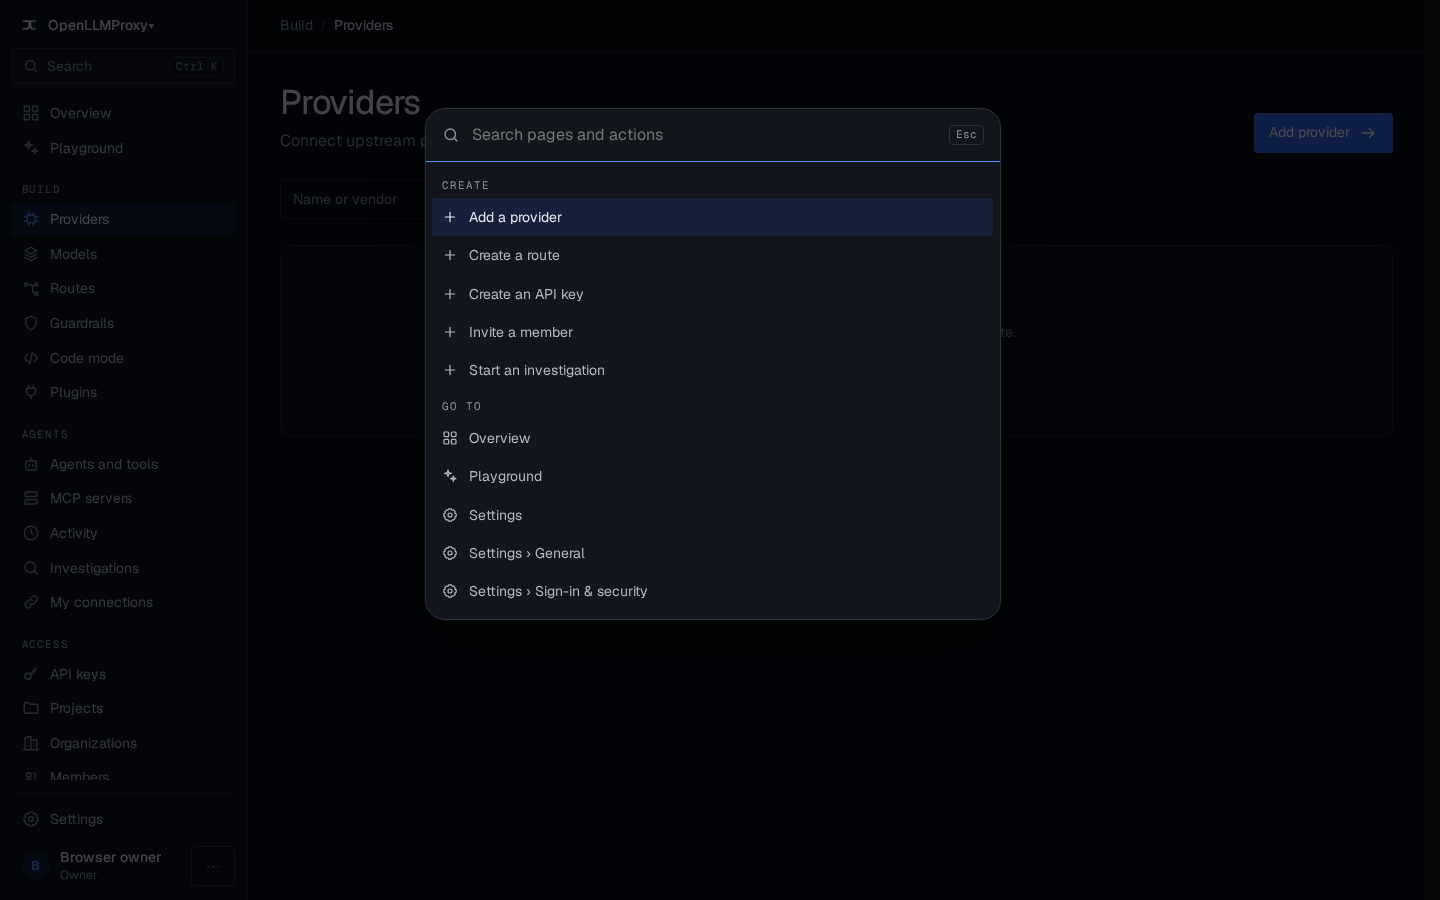 OpenLLMProxy
Search
Ctrl K
Overview
Playground
BUILD
Providers
Models
Routes
Guardrails
Code mode
Plugins
AGENTS
Agents and tools
MCP servers
Activity
Investigations
My connections
ACCESS
API keys
Projects
Organizations
Members
Settings
B
Browser owner
Owner
Build / Providers
Providers
Connect upstream
Add provider
Name or vendor
Search pages and actions
Esc
CREATE
Add a provider
Create a route
Create an API key
Invite a member
Start an investigation
GO TO
Overview
Playground
Settings
Settings › General
Settings › Sign-in & security